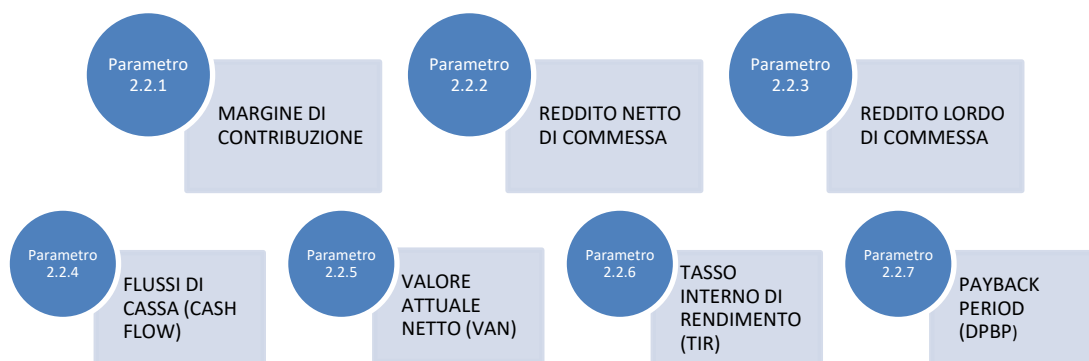 Parametro
2.2.1
MARGINE DI
CONTRIBUZIONE
Parametro
2.2.2
REDDITO NETTO
DI COMMESSA
Parametro
2.2.3
REDDITO LORDO
DI COMMESSA
Parametro
2.2.4
FLUSSI DI
CASSA (CASH
FLOW)
Parametro
2.2.5
VALORE
ATTUALE
NETTO (VAN)
Parametro
2.2.6
TASSO
INTERNO DI
RENDIMENTO
(TIR)
Parametro
2.2.7
PAYBACK
PERIOD
(DPBP)